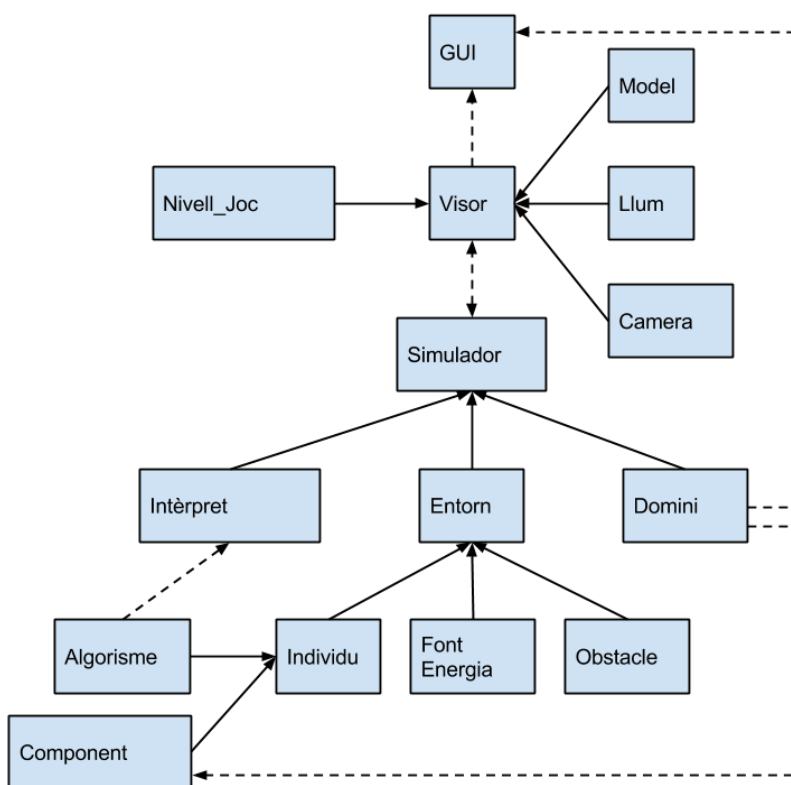 GUI
Model
Nivell_Joc
Visor
Llum
Camera
Simulador
Intèrpret
Entorn
Domini
Algorisme
Individu
Font
Energia
Obstacle
Component